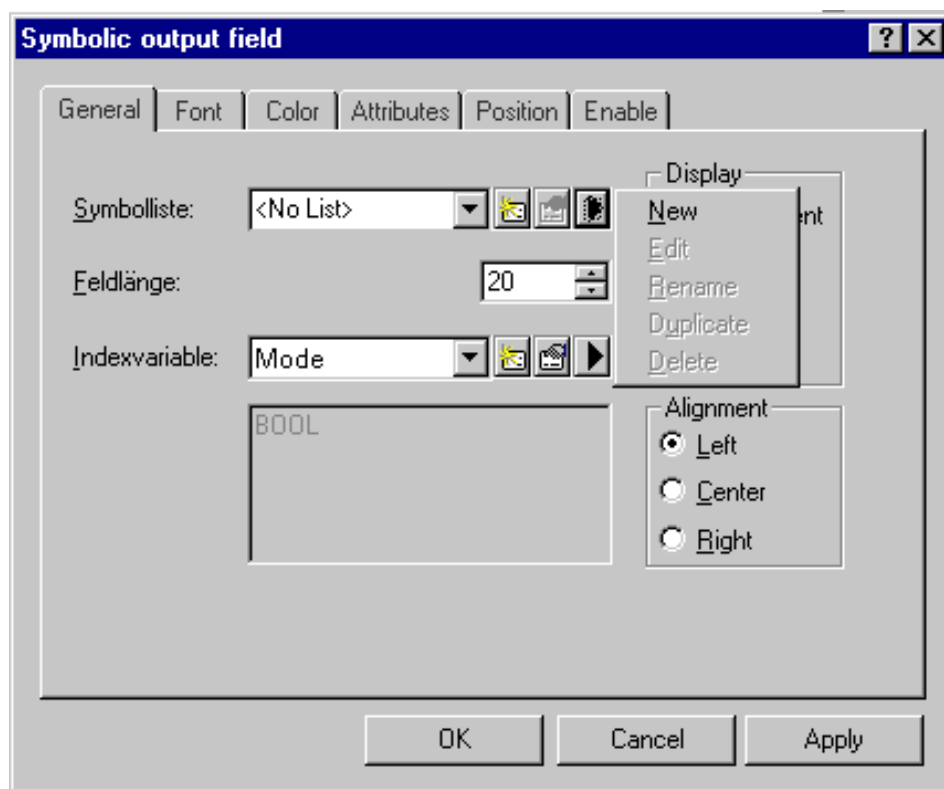 Symbolic output field
General Font Color Attributes Position Enable
Display
Symbolliste: <No List>
New
Edit
Rename
Duplicate
Delete
Feldlänge: 20
Indexvariable: Mode
BOOL
Alignment
Left
Center
Right
OK Cancel Apply